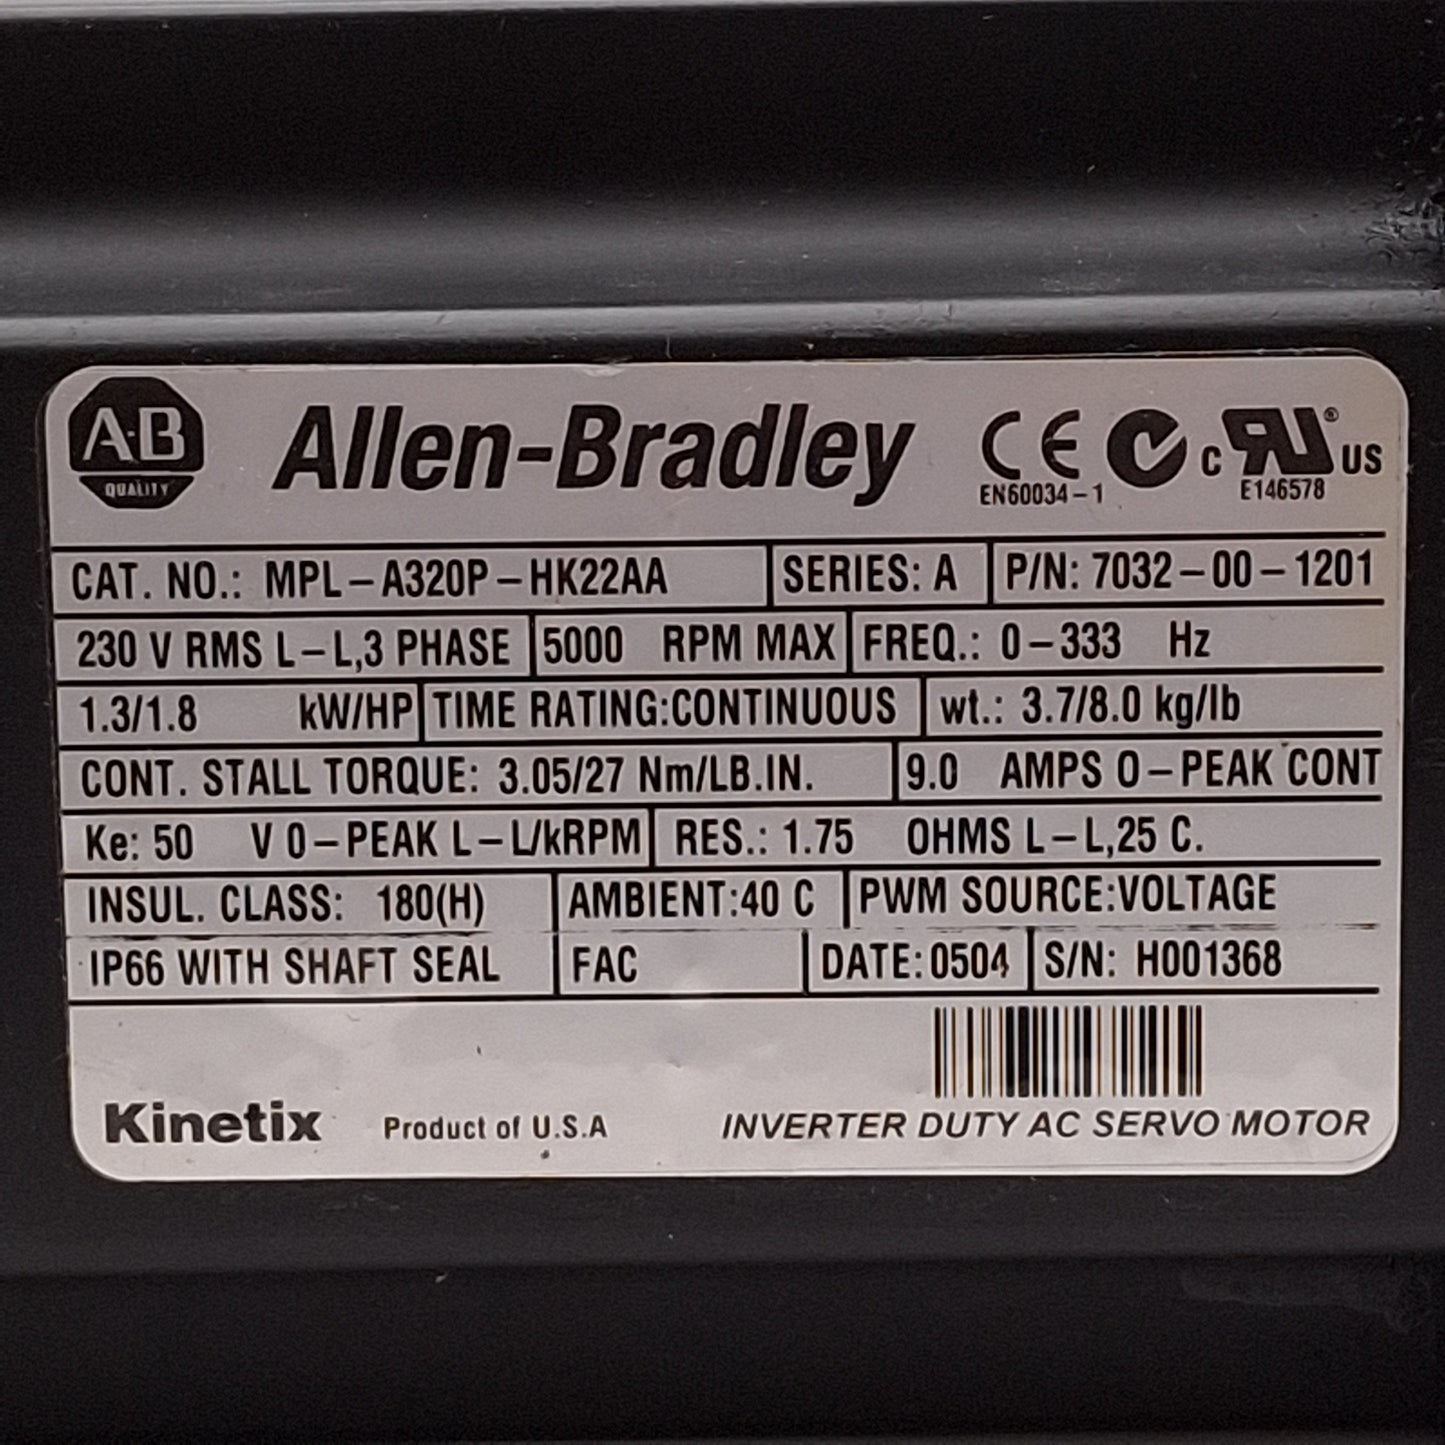 A-B QUALITY Allen-Bradley CE EN60034-1 c RU ® US E146578
CAT. NO.: MPL-A320P-HK22AA SERIES: A P/N: 7032-00-1201
230 V RMS L-L,3 PHASE 5000 RPM MAX FREQ.: 0-333 Hz
1.3/1.8 kW/HP TIME RATING:CONTINUOUS wt.: 3.7/8.0 kg/lb
CONT. STALL TORQUE: 3.05/27 Nm/LB.IN. 9.0 AMPS 0-PEAK CONT
Ke: 50 V 0-PEAK L-L/kRPM RES.: 1.75 OHMS L-L,25 C.
INSUL. CLASS: 180(H) AMBIENT:40 C PWM SOURCE:VOLTAGE
IP66 WITH SHAFT SEAL FAC DATE:0504 S/N: H001368
Kinetix Product of U.S.A INVERTER DUTY AC SERVO MOTOR